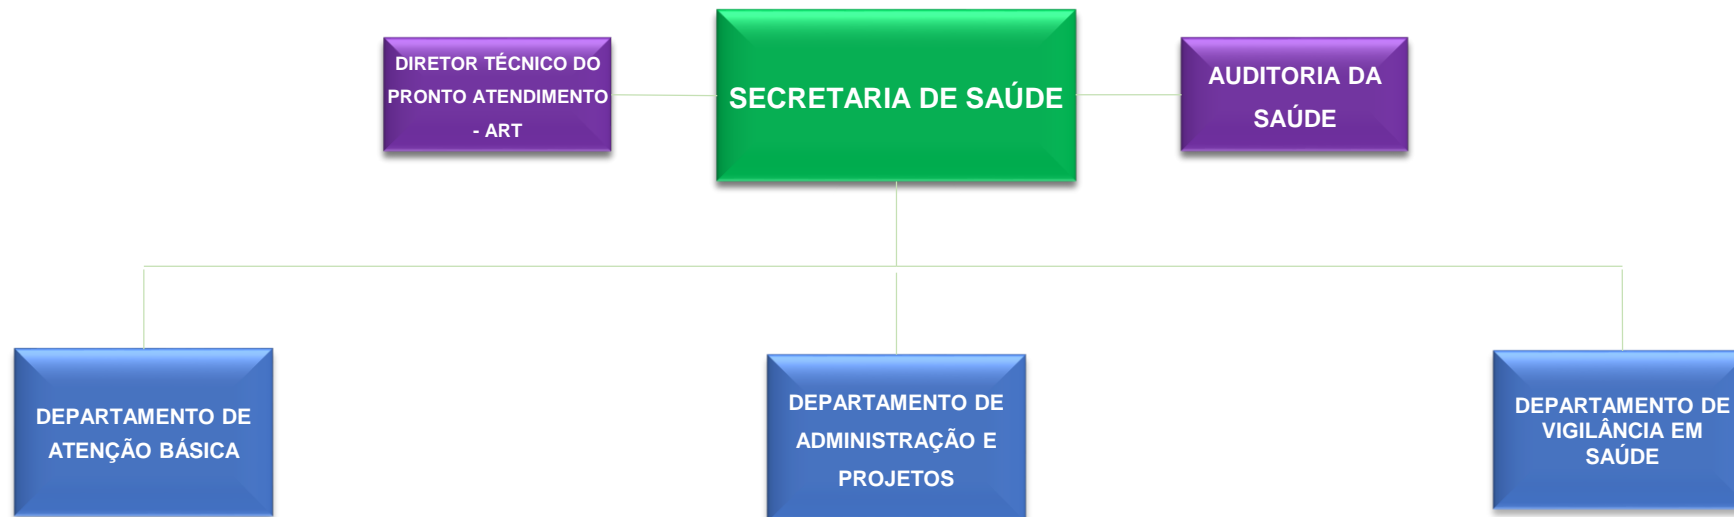 DIRETOR TÉCNICO DO
PRONTO ATENDIMENTO
- ART
SECRETARIA DE SAÚDE
AUDITORIA DA
SAÚDE
DEPARTAMENTO DE
ATENÇÃO BÁSICA
DEPARTAMENTO DE
ADMINISTRAÇÃO E
PROJETOS
DEPARTAMENTO DE
VIGILÂNCIA EM
SAÚDE